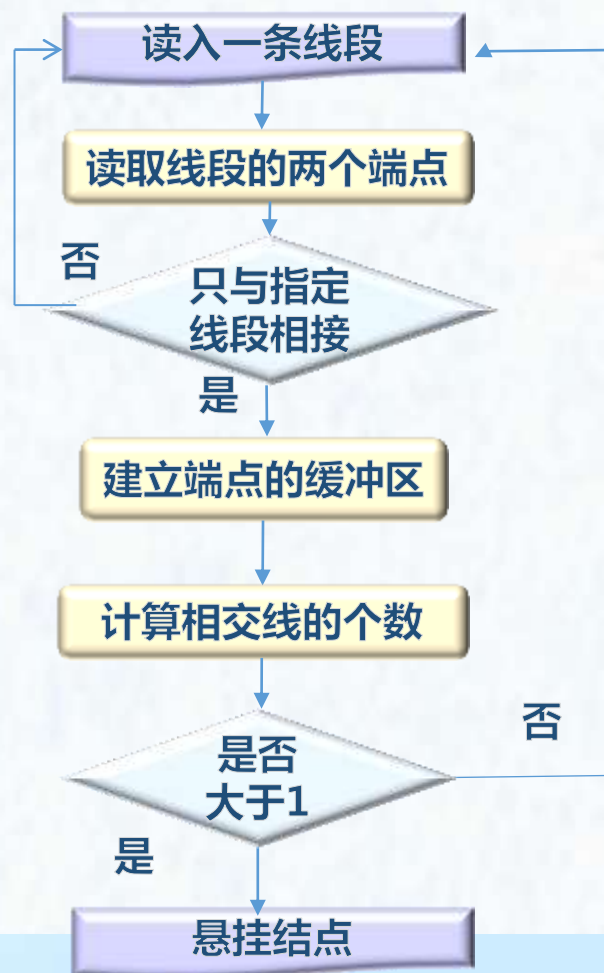 读入一条线段
读取线段的两个端点
否
只与指定
线段相接
是
建立端点的缓冲区
计算相交线的个数
否
是否
大于1
是
悬挂结点